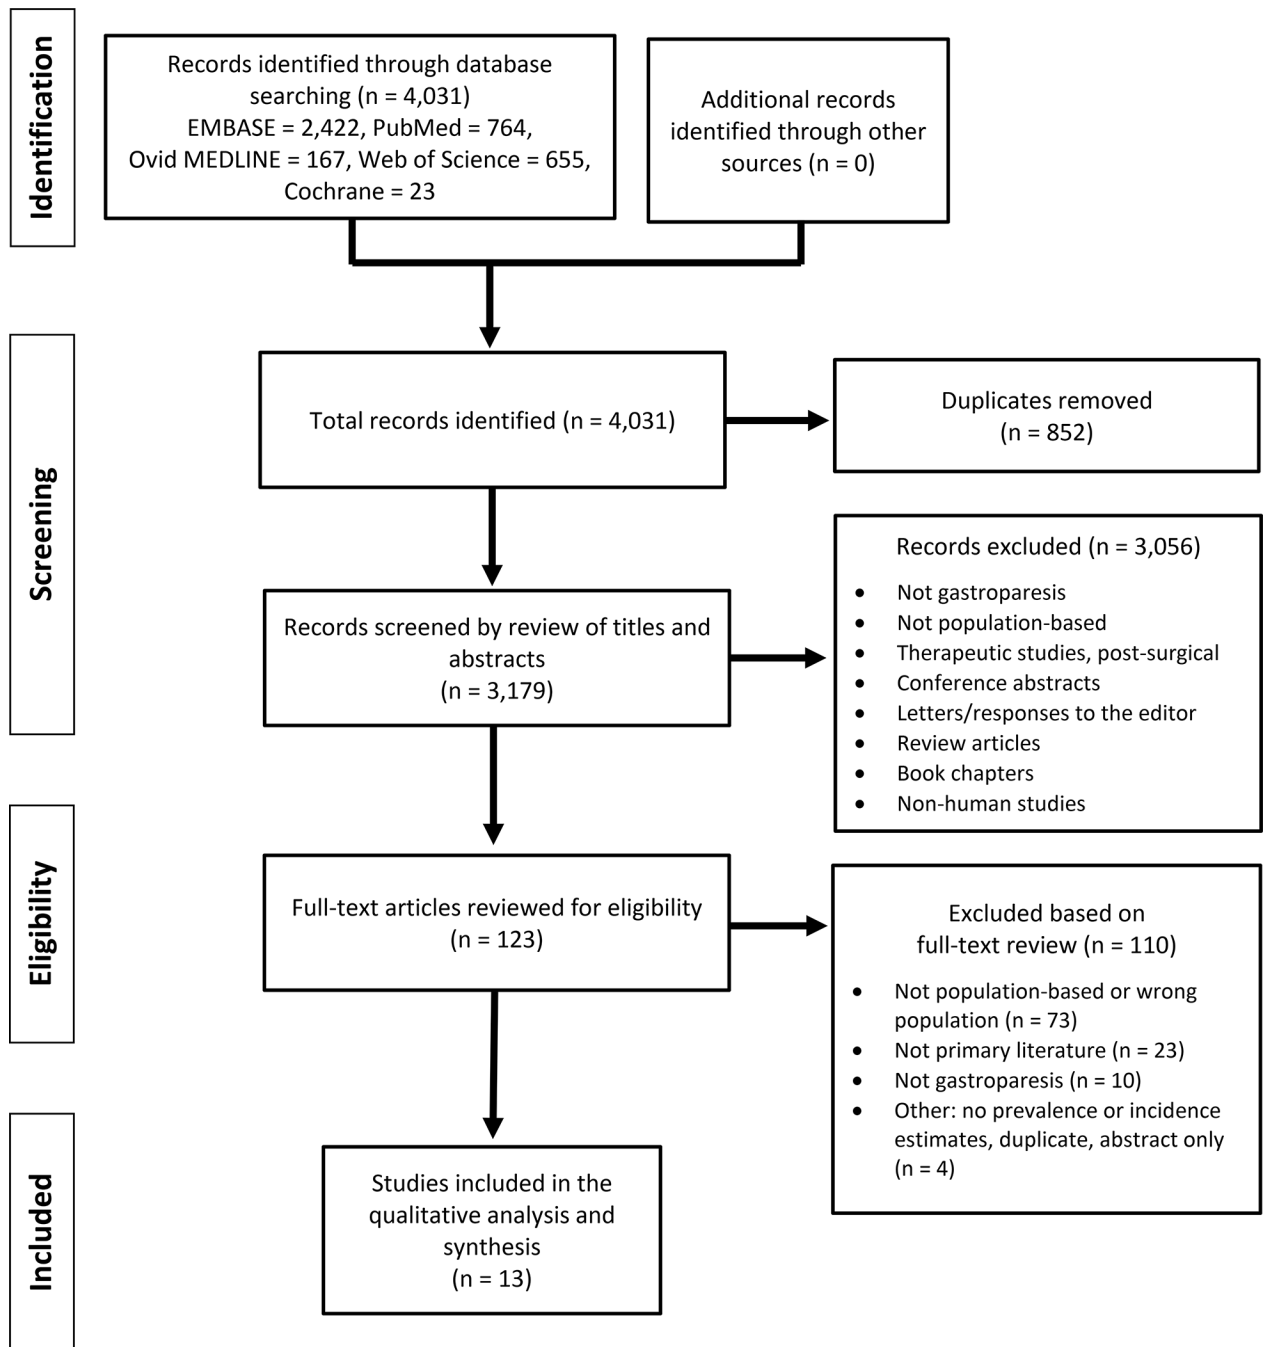 Identification
Records identified through database
searching (n = 4,031)
EMBASE = 2,422, PubMed = 764,
Ovid MEDLINE = 167, Web of Science = 655,
Cochrane = 23
Additional records
identified through other
sources (n = 0)
Screening
Total records identified (n = 4,031)
Duplicates removed
(n = 852)
Records screened by review of titles and
abstracts
(n = 3,179)
Records excluded (n = 3,056)
• Not gastroparesis
• Not population-based
• Therapeutic studies, post-surgical
• Conference abstracts
• Letters/responses to the editor
• Review articles
• Book chapters
• Non-human studies
Eligibility
Full-text articles reviewed for eligibility
(n = 123)
Excluded based on
full-text review (n = 110)
• Not population-based or wrong
population (n = 73)
• Not primary literature (n = 23)
• Not gastroparesis (n = 10)
• Other: no prevalence or incidence
estimates, duplicate, abstract only
(n = 4)
Included
Studies included in the
qualitative analysis and
synthesis
(n = 13)